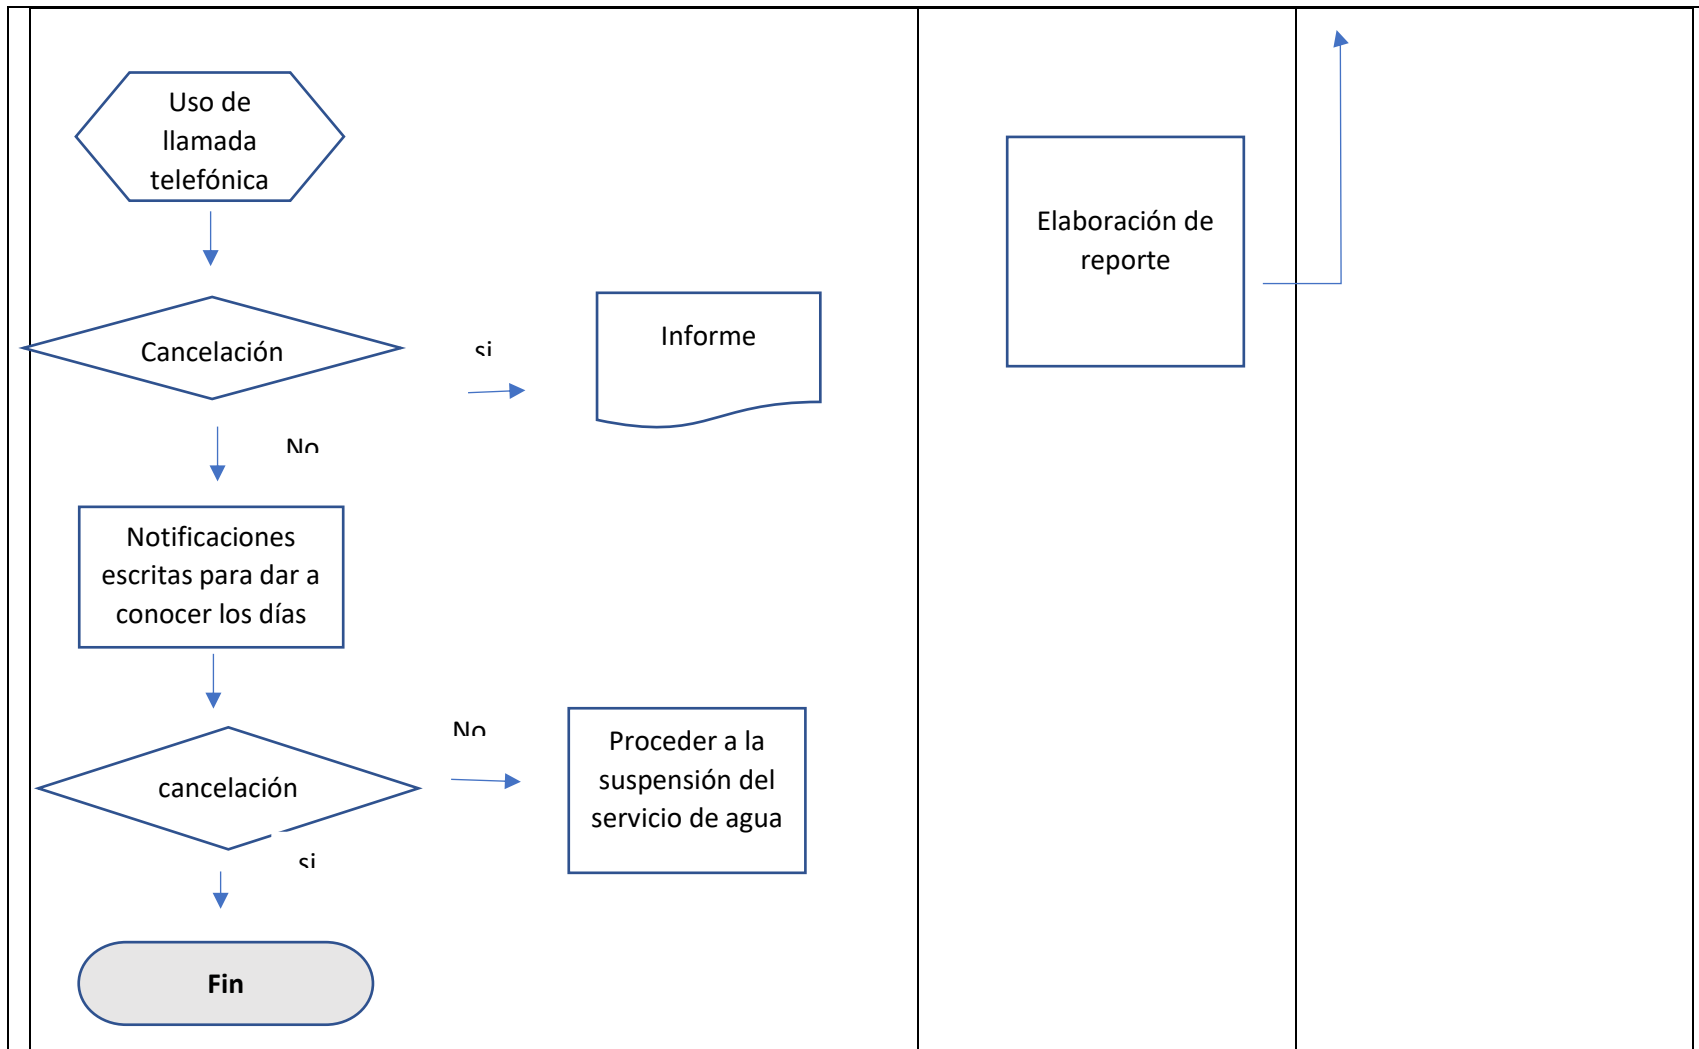 Uso de
llamada
telefónica
Cancelación
si
Informe
No
Notificaciones
escritas para dar a
conocer los días
cancelación
No
Proceder a la
suspensión del
servicio de agua
si
Fin
Elaboración de
reporte